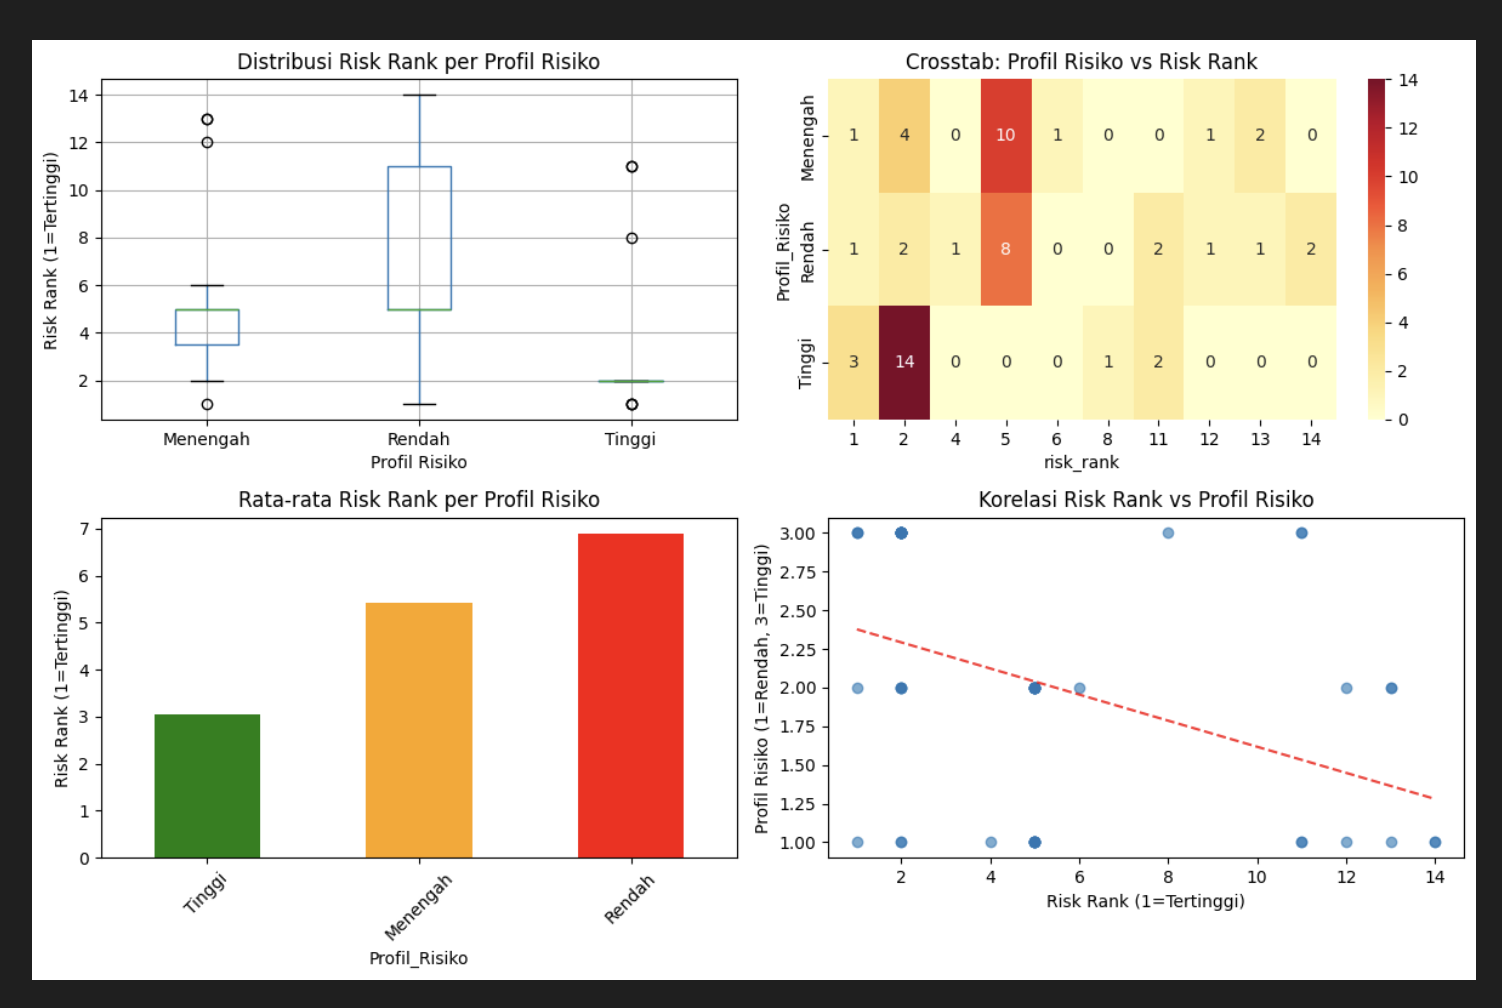 Distribusi Risk Rank per Profil Risiko
Risk Rank (1=Tertinggi)
14
12
10
8
6
4
2
Menengah
Rendah
Tinggi
Profil Risiko
Crosstab: Profil Risiko vs Risk Rank
Profil_Risiko
Menengah
1 4 0 10 1 0 0 1 2 0
Rendah
1 2 1 8 0 0 2 1 1 2
Tinggi
3 14 0 0 0 1 2 0 0 0
1 2 4 5 6 8 11 12 13 14
risk_rank
14
12
10
8
6
4
2
0
Rata-rata Risk Rank per Profil Risiko
Risk Rank (1=Tertinggi)
7
6
5
4
3
2
1
0
Tinggi
Menengah
Rendah
Profil_Risiko
Korelasi Risk Rank vs Profil Risiko
Profil Risiko (1=Rendah, 3=Tinggi)
3.00
2.75
2.50
2.25
2.00
1.75
1.50
1.25
1.00
2 4 6 8 10 12 14
Risk Rank (1=Tertinggi)